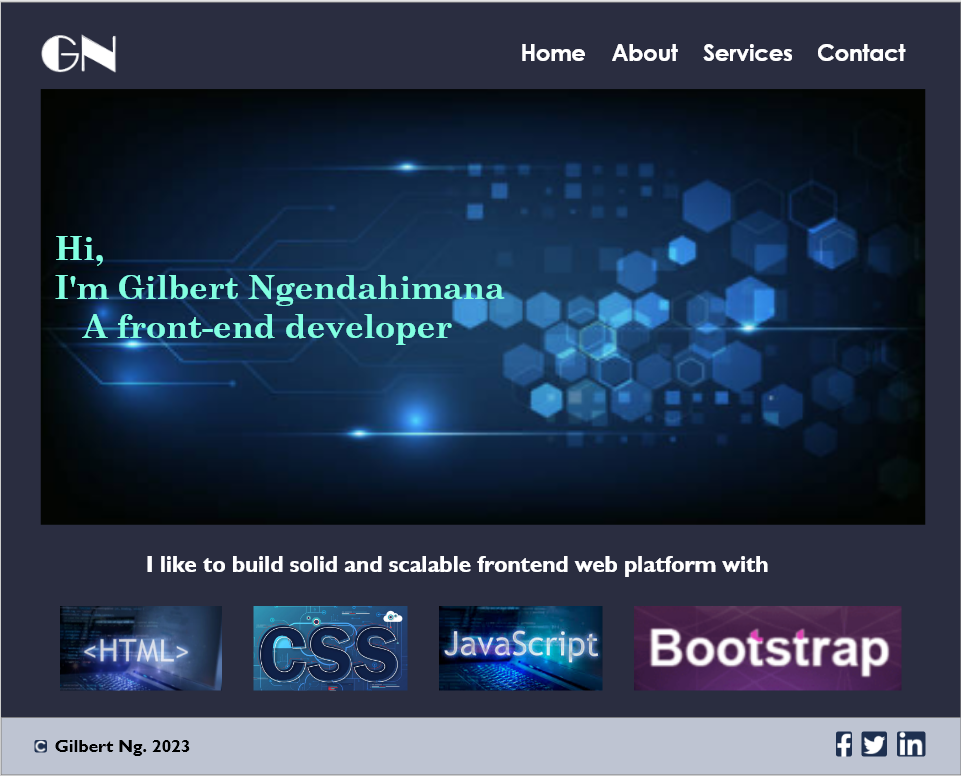 GN
Home About Services Contact
Hi,
I'm Gilbert Ngendahimana
A front-end developer
I like to build solid and scalable frontend web platform with
<HTML> CSS JavaScript Bootstrap
C Gilbert Ng. 2023 f in